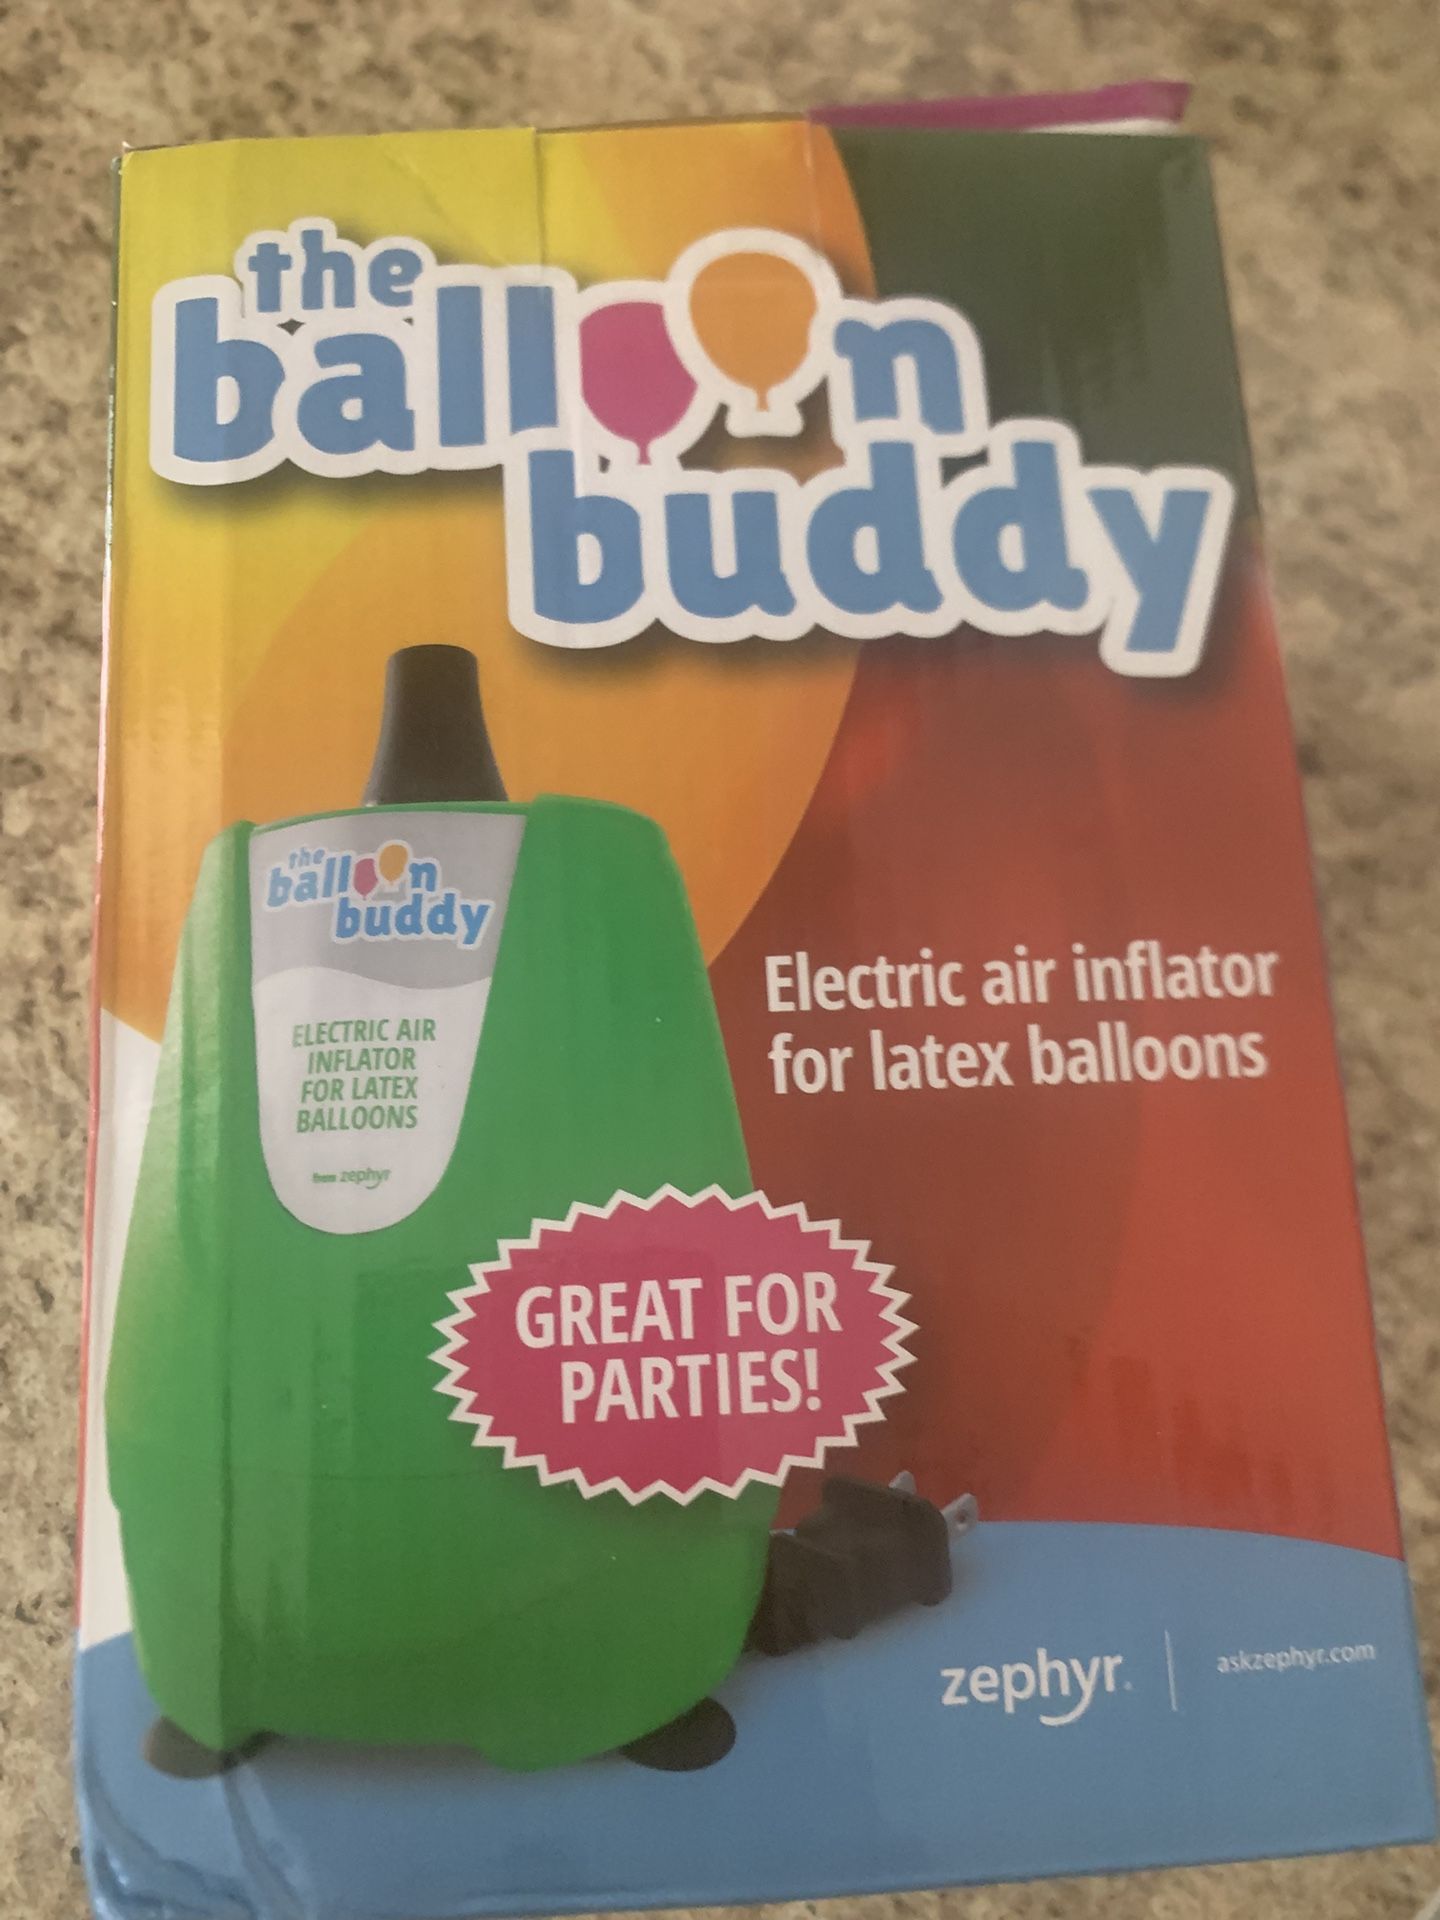 the
balloon
buddy
the
balloon
buddy
ELECTRIC AIR
INFLATOR
FOR LATEX
BALLOONS
from zephyr
Electric air inflator
for latex balloons
GREAT FOR
PARTIES!
zephyr. askzephyr.com